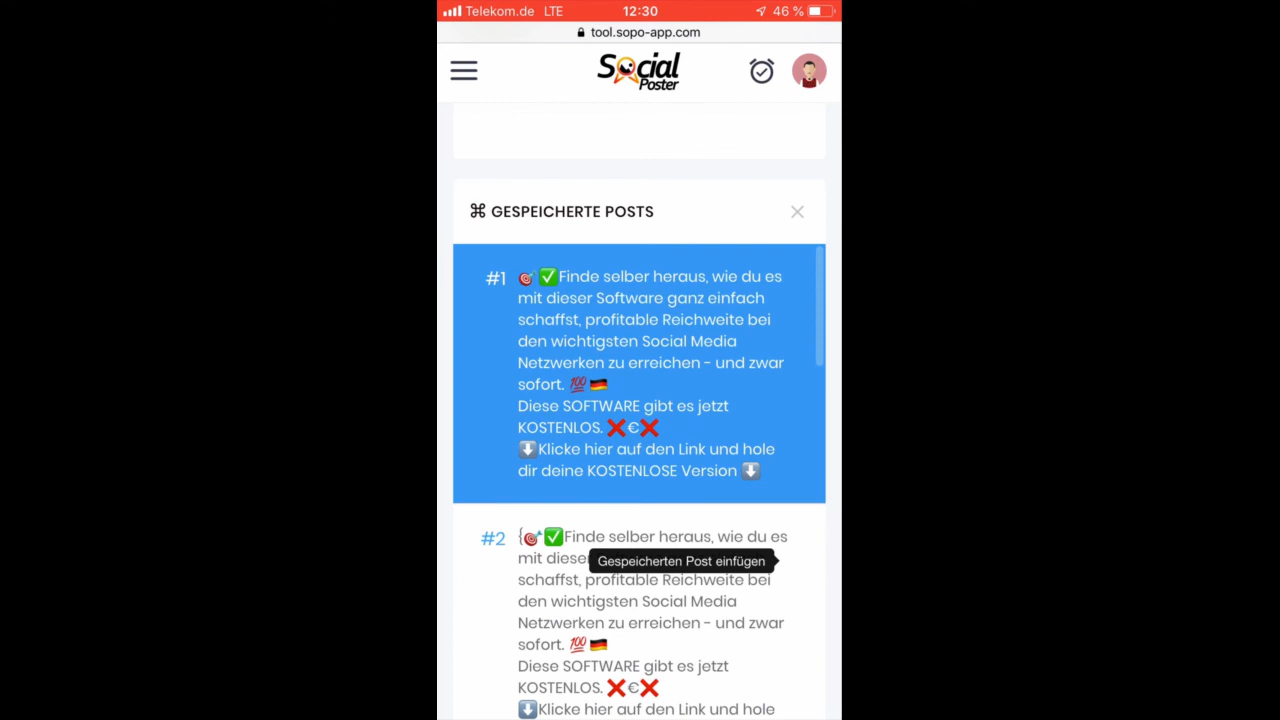 Telekom.de LTE 12:30 46 %
tool.sopo-app.com
Social
Poster
⌘ GESPEICHERTE POSTS
#1 🎯✅Finde selber heraus, wie du es
mit dieser Software ganz einfach
schaffst, profitable Reichweite bei
den wichtigsten Social Media
Netzwerken zu erreichen - und zwar
sofort. 💯🇩🇪
Diese SOFTWARE gibt es jetzt
KOSTENLOS. ❌€❌
⬇️Klicke hier auf den Link und hole
dir deine KOSTENLOSE Version ⬇️
#2 {🎯✅Finde selber heraus, wie du es
mit diese
Gespeicherten Post einfügen
schaffst, profitable Reichweite bei
den wichtigsten Social Media
Netzwerken zu erreichen - und zwar
sofort. 💯🇩🇪
Diese SOFTWARE gibt es jetzt
KOSTENLOS. ❌€❌
⬇️Klicke hier auf den Link und hole